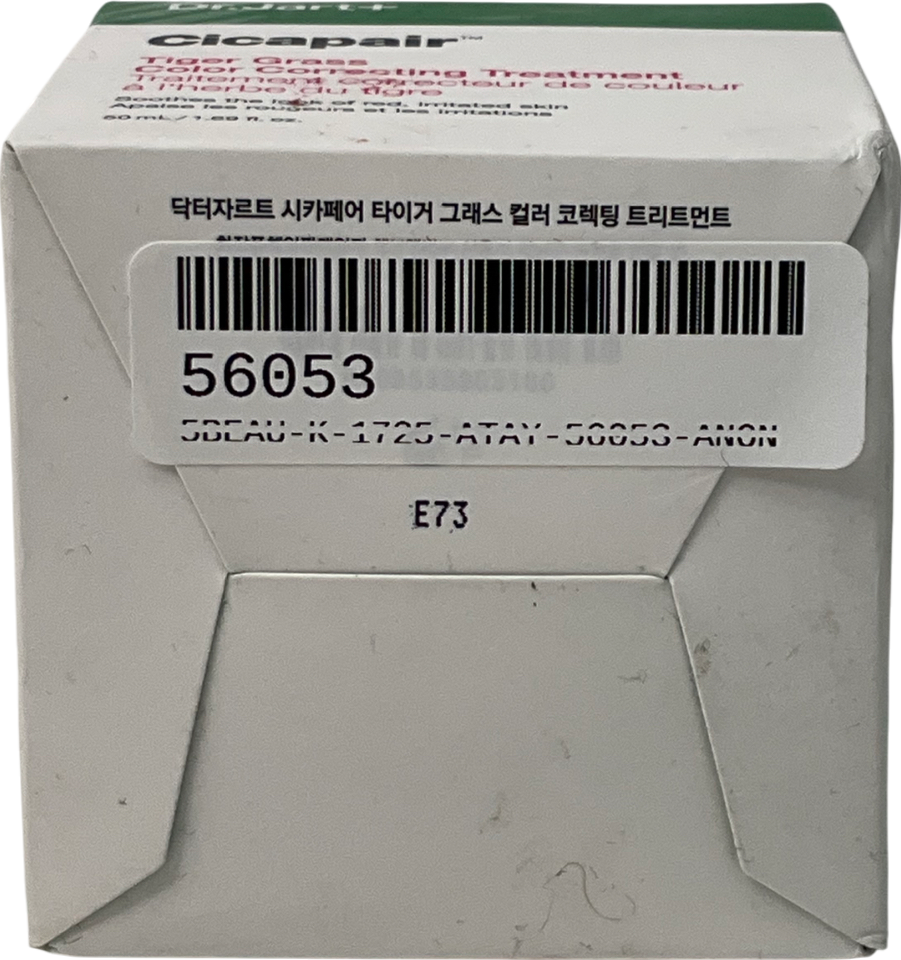 Dr.Jart+
Cicapair™
Tiger Grass
Color Correcting Treatment
Traitement correcteur de couleur
à l'herbe du tigre
Soothes the look of red, irritated skin
Apaise les rougeurs et les irritations
50 mL / 1.69 fl. oz.
닥터자르트 시카페어 타이거 그래스 컬러 코렉팅 트리트먼트
56053
5BEAU-K-1725-ATAY-56053-ANON
E73